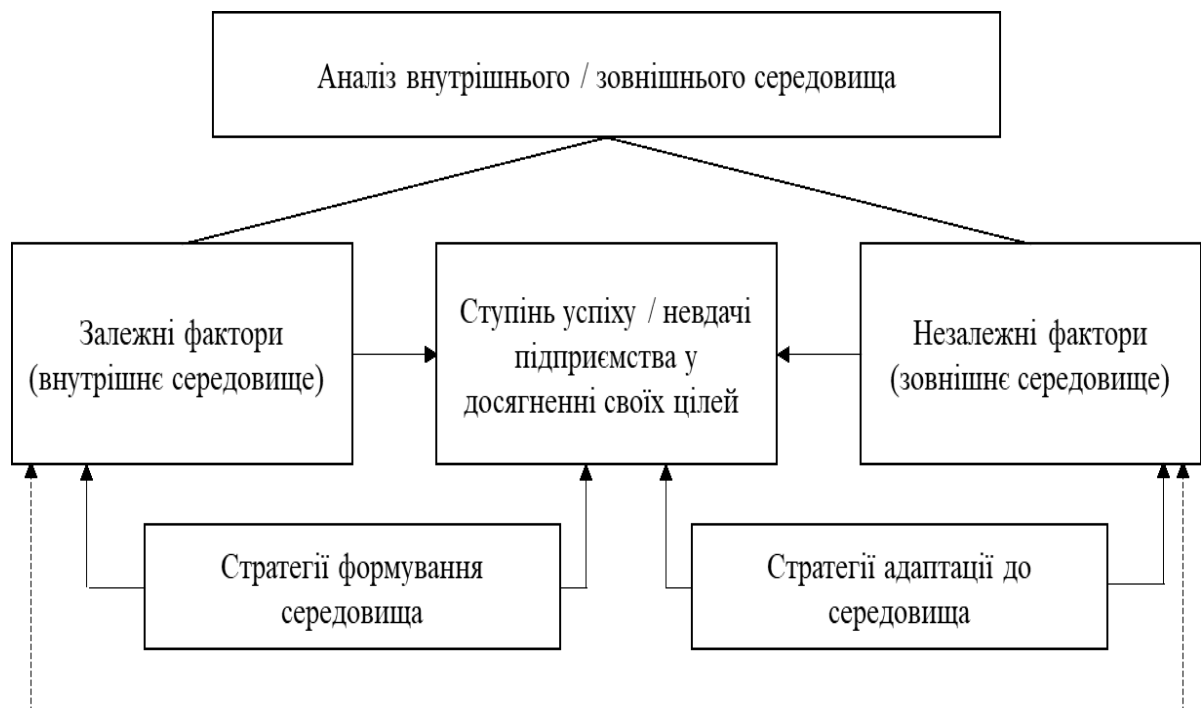 Аналіз внутрішнього / зовнішнього середовища
Залежні фактори
(внутрішнє середовище)
Ступінь успіху / невдачі
підприємства у
досягненні своїх цілей
Незалежні фактори
(зовнішнє середовище)
Стратегії формування
середовища
Стратегії адаптації до
середовища